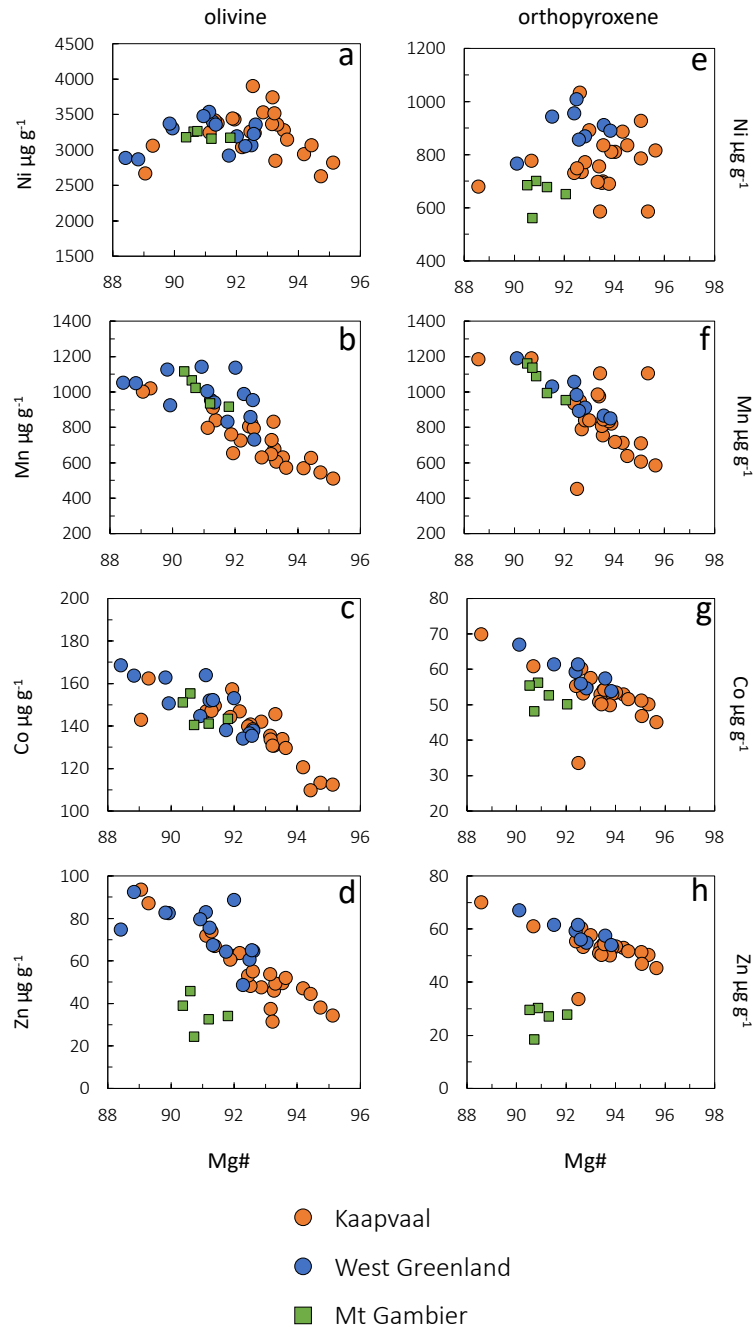 olivine
orthopyroxene
a
Ni µg g-1
4500
4000
3500
3000
2500
2000
1500
88 90 92 94 96
e
Ni µg g-1
1200
1000
800
600
400
88 90 92 94 96 98
b
Mn µg g-1
1400
1200
1000
800
600
400
200
88 90 92 94 96
f
Mn µg g-1
1400
1200
1000
800
600
400
200
88 90 92 94 96 98
c
Co µg g-1
200
180
160
140
120
100
88 90 92 94 96
g
Co µg g-1
80
70
60
50
40
30
20
88 90 92 94 96 98
d
Zn µg g-1
100
80
60
40
20
0
88 90 92 94 96
Mg#
h
Zn µg g-1
80
60
40
20
0
88 90 92 94 96 98
Mg#
Kaapvaal
West Greenland
Mt Gambier